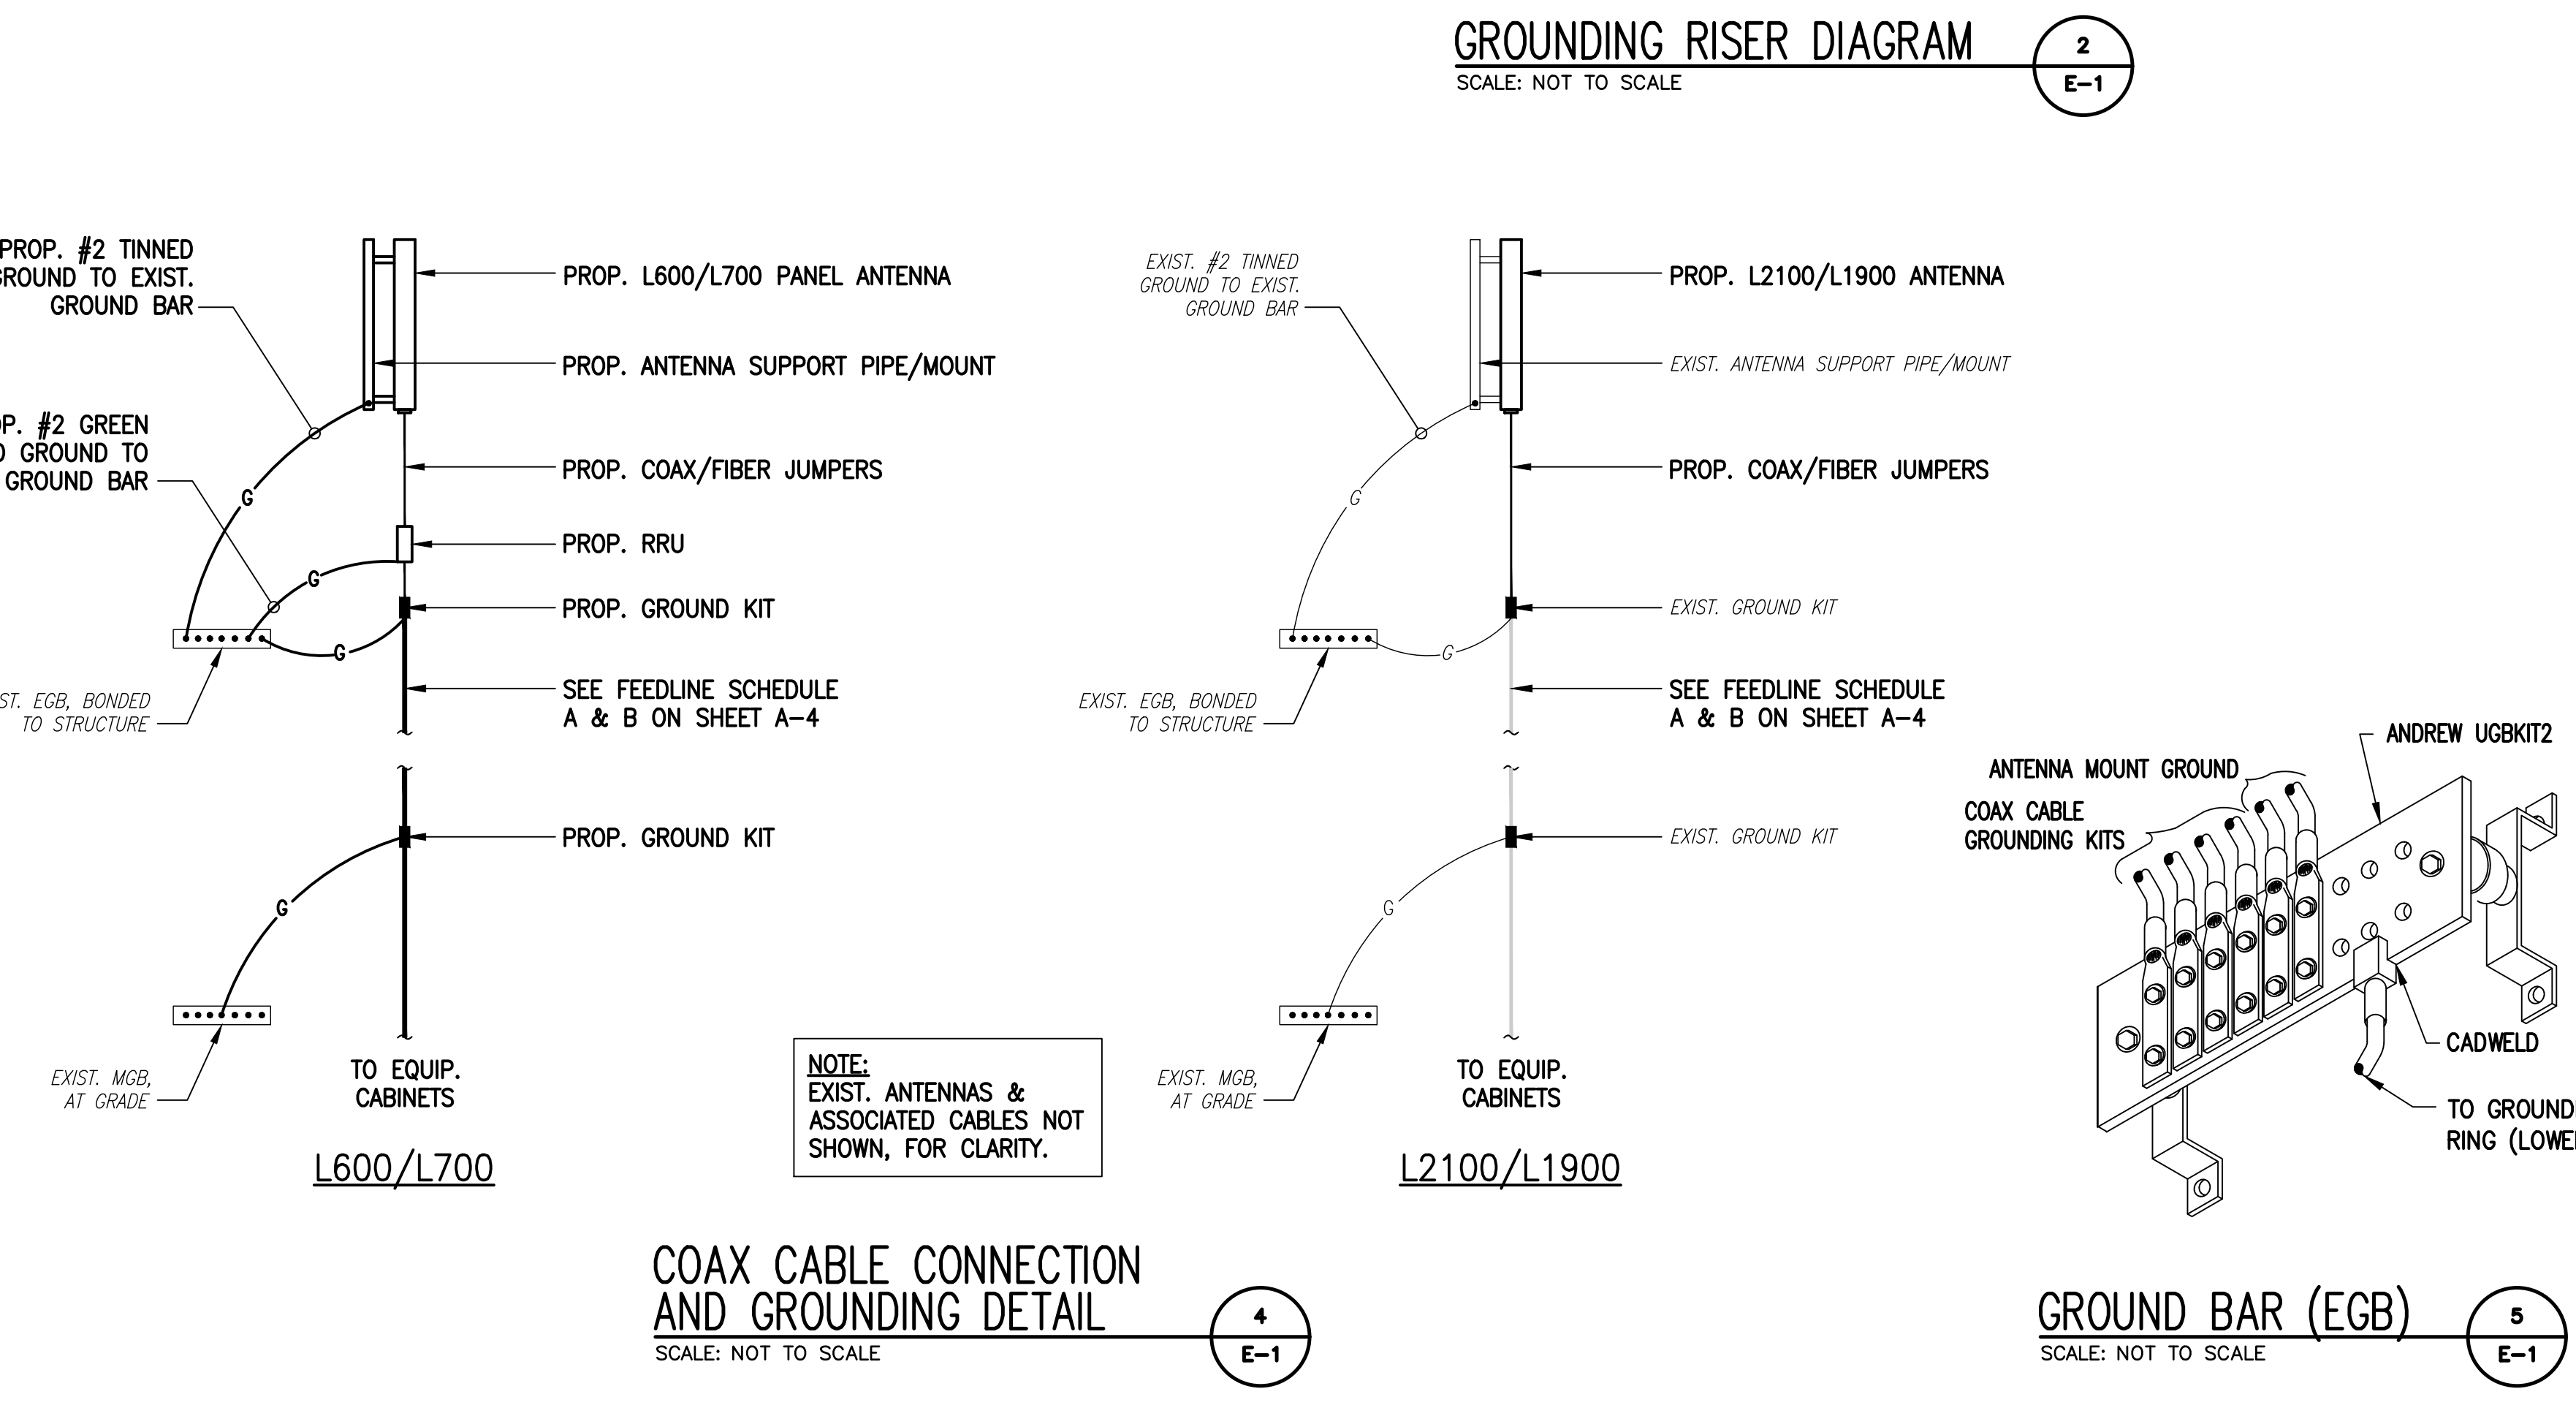 GROUNDING RISER DIAGRAM
SCALE: NOT TO SCALE
2
E-1
PROP. #2 TINNED
GROUND TO EXIST.
GROUND BAR
#2 GREEN
GROUND TO
GROUND BAR
EGB, BONDED
TO STRUCTURE
EXIST. MGB,
AT GRADE
PROP. L600/L700 PANEL ANTENNA
PROP. ANTENNA SUPPORT PIPE/MOUNT
PROP. COAX/FIBER JUMPERS
PROP. RRU
PROP. GROUND KIT
SEE FEEDLINE SCHEDULE
A & B ON SHEET A-4
PROP. GROUND KIT
G
G
G
G
TO EQUIP.
CABINETS
L600/L700
NOTE:
EXIST. ANTENNAS &
ASSOCIATED CABLES NOT
SHOWN, FOR CLARITY.
EXIST. #2 TINNED
GROUND TO EXIST.
GROUND BAR
EXIST. EGB, BONDED
TO STRUCTURE
EXIST. MGB,
AT GRADE
PROP. L2100/L1900 ANTENNA
EXIST. ANTENNA SUPPORT PIPE/MOUNT
PROP. COAX/FIBER JUMPERS
EXIST. GROUND KIT
SEE FEEDLINE SCHEDULE
A & B ON SHEET A-4
EXIST. GROUND KIT
G
G
G
TO EQUIP.
CABINETS
L2100/L1900
COAX CABLE CONNECTION
AND GROUNDING DETAIL
SCALE: NOT TO SCALE
4
E-1
ANDREW UGBKIT2
ANTENNA MOUNT GROUND
COAX CABLE
GROUNDING KITS
CADWELD
TO GROUND
RING
GROUND BAR (EGB)
SCALE: NOT TO SCALE
5
E-1